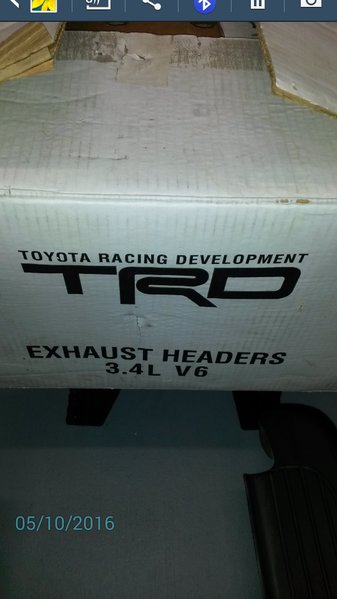 TOYOTA RACING DEVELOPMENT
TRD
EXHAUST HEADERS
3.4L V6
05/10/2016